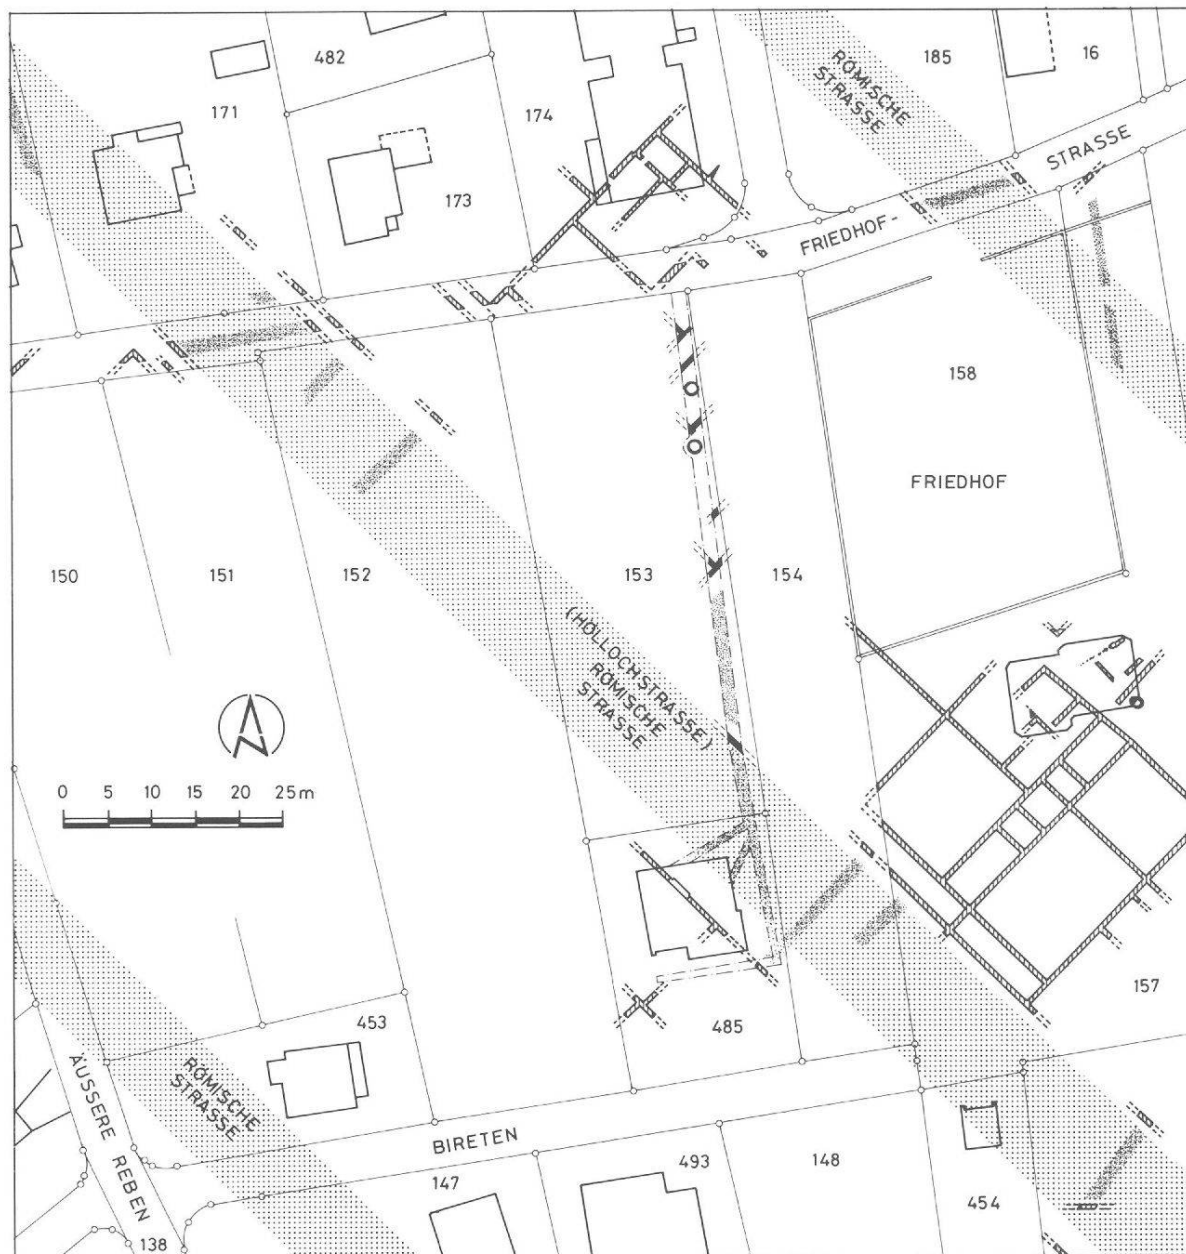 482
185
16
RÖMISCHE
STRASSE
171
174
STRASSE
173
FRIEDHOF-
158
FRIEDHOF
150
151
152
153
154
(HÖLLOCHSTRASSE)
RÖMISCHE
STRASSE
0 5 10 15 20 25m
157
453
485
RÖMISCHE
STRASSE
ÄUSSERE REBEN
BIRETEN
493
148
147
454
138